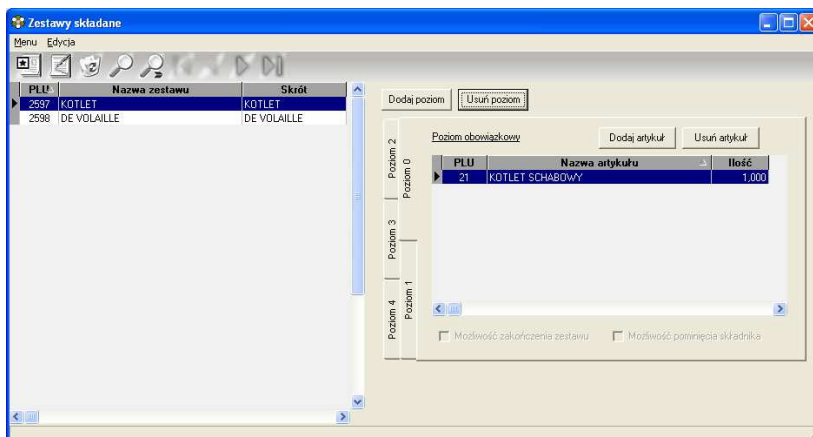 Zestawy składane
Menu Edycja
PLU Nazwa zestawu Skrót
2597 KOTLET KOTLET
2598 DE VOLAILLE DE VOLAILLE
Dodaj poziom Usuń poziom
Poziom 2
Poziom 3
Poziom 4
Poziom 0
Poziom 1
Poziom obowiązkowy Dodaj artykuł Usuń artykuł
PLU Nazwa artykułu Ilość
21 KOTLET SCHABOWY 1,000
Możliwość zakończenia zestawu Możliwość pominięcia składnika